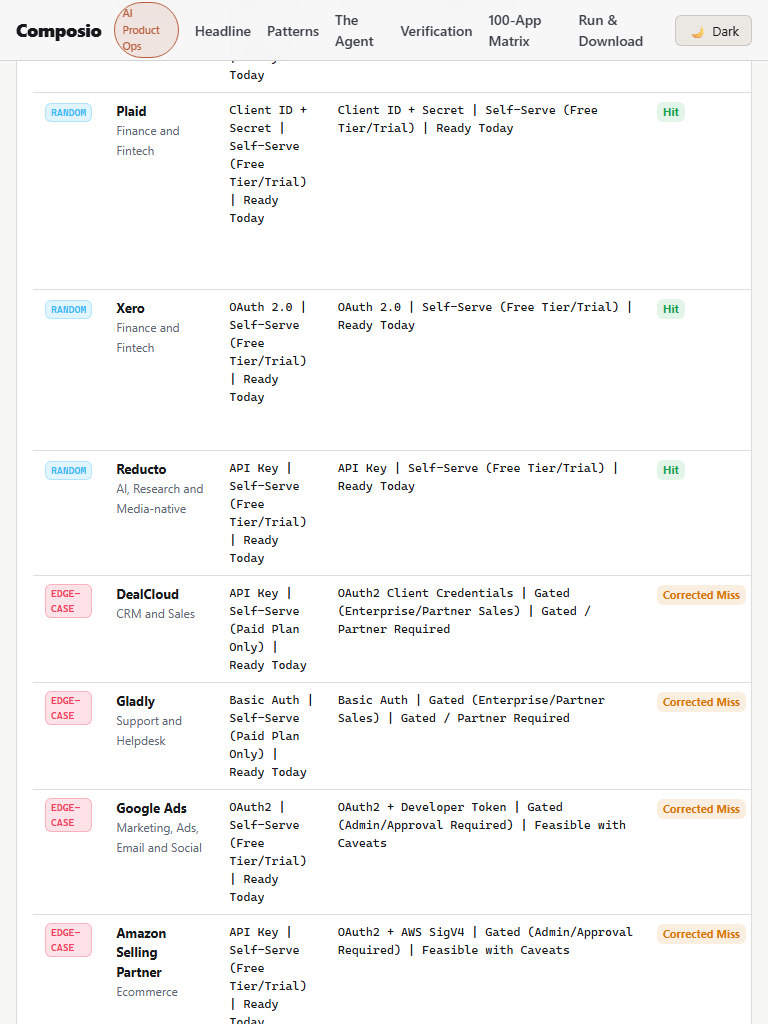 Composio
AI
Product
Ops
Headline
Patterns
The
Agent
Verification
100-App
Matrix
Run &
Download
🌙 Dark
Today
RANDOM
Plaid
Finance and
Fintech
Client ID +
Secret |
Self-Serve
(Free
Tier/Trial)
| Ready
Today
Client ID + Secret | Self-Serve (Free
Tier/Trial) | Ready Today
Hit
RANDOM
Xero
Finance and
Fintech
OAuth 2.0 |
Self-Serve
(Free
Tier/Trial)
| Ready
Today
OAuth 2.0 | Self-Serve (Free Tier/Trial) |
Ready Today
Hit
RANDOM
Reducto
AI, Research and
Media-native
API Key |
Self-Serve
(Free
Tier/Trial)
| Ready
Today
API Key | Self-Serve (Free Tier/Trial) |
Ready Today
Hit
EDGE-
CASE
DealCloud
CRM and Sales
API Key |
Self-Serve
(Paid Plan
Only) |
Ready Today
OAuth2 Client Credentials | Gated
(Enterprise/Partner Sales) | Gated /
Partner Required
Corrected Miss
EDGE-
CASE
Gladly
Support and
Helpdesk
Basic Auth |
Self-Serve
(Paid Plan
Only) |
Ready Today
Basic Auth | Gated (Enterprise/Partner
Sales) | Gated / Partner Required
Corrected Miss
EDGE-
CASE
Google Ads
Marketing, Ads,
Email and Social
OAuth2 |
Self-Serve
(Free
Tier/Trial)
| Ready
Today
OAuth2 + Developer Token | Gated
(Admin/Approval Required) | Feasible with
Caveats
Corrected Miss
EDGE-
CASE
Amazon
Selling
Partner
Ecommerce
API Key |
Self-Serve
(Free
Tier/Trial)
| Ready
Today
OAuth2 + AWS SigV4 | Gated (Admin/Approval
Required) | Feasible with Caveats
Corrected Miss